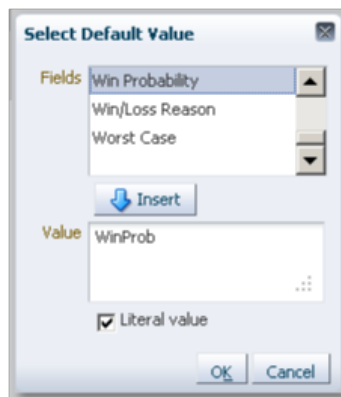 Select Default Value
Fields
Win Probability
Win/Loss Reason
Worst Case
Insert
Value
WinProb
Literal value
OK
Cancel